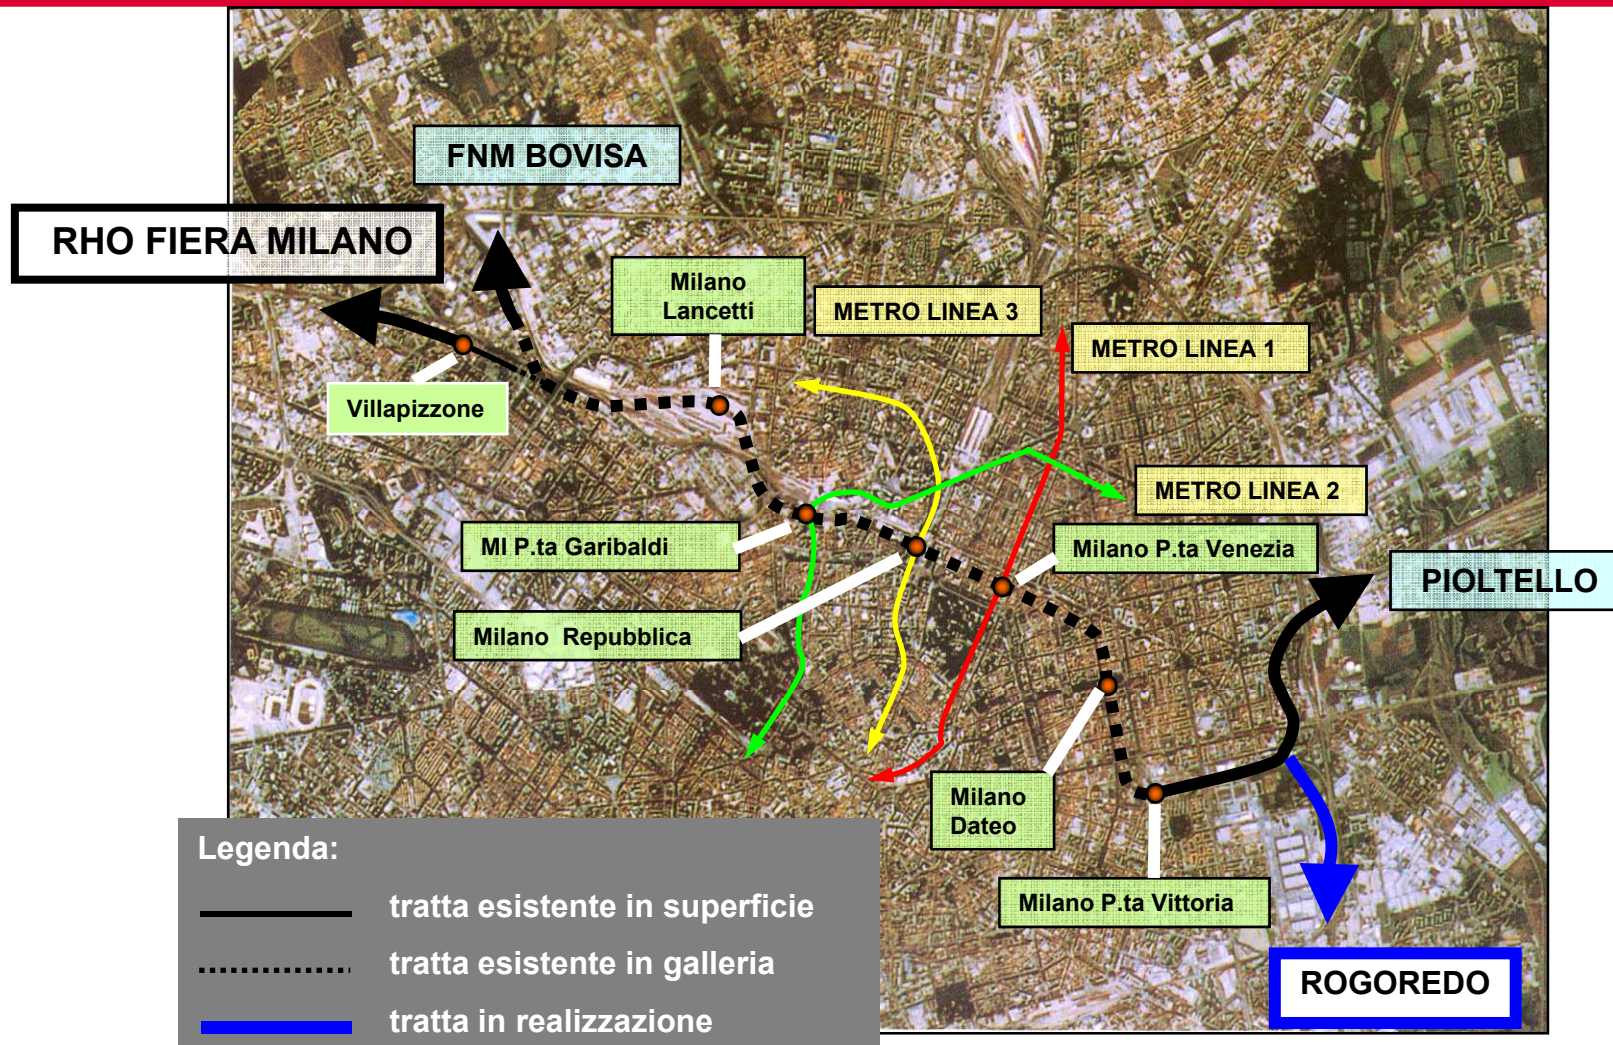 FNM BOVISA
RHO FIERA MILANO
Milano
Lancetti
METRO LINEA 3
METRO LINEA 1
Villapizzone
METRO LINEA 2
MI P.ta Garibaldi
Milano P.ta Venezia
PIOLTELLO
Milano Repubblica
Milano
Dateo
Milano P.ta Vittoria
ROGOREDO
Legenda:
tratta esistente in superficie
tratta esistente in galleria
tratta in realizzazione